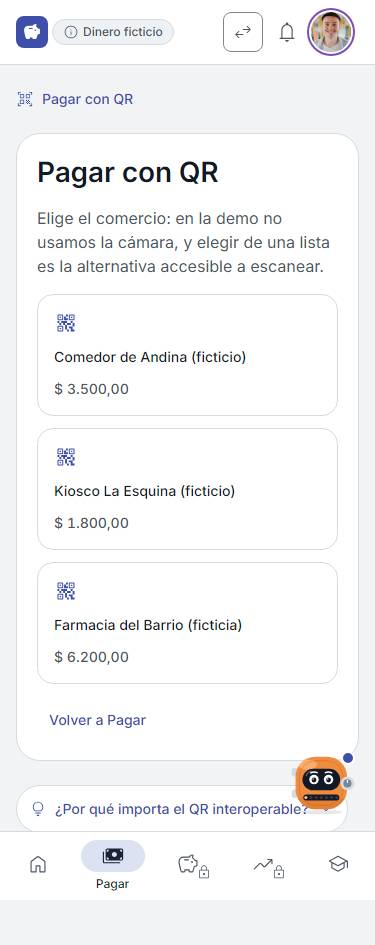 Dinero ficticio
Pagar con QR
Pagar con QR
Elige el comercio: en la demo no
usamos la cámara, y elegir de una lista
es la alternativa accesible a escanear.
Comedor de Andina (ficticio)
$ 3.500,00
Kiosco La Esquina (ficticio)
$ 1.800,00
Farmacia del Barrio (ficticia)
$ 6.200,00
Volver a Pagar
¿Por qué importa el QR interoperable?
Pagar